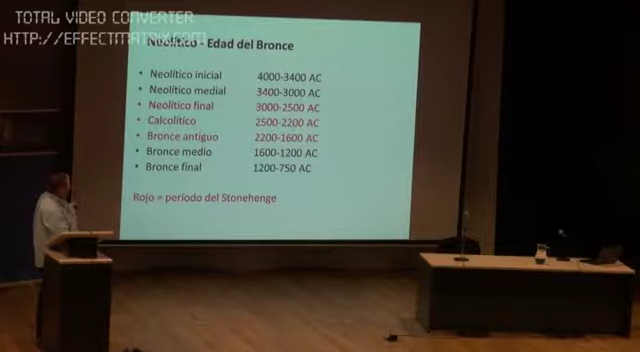 TOTAL VIDEO CONVERTER
HTTP://EFFECTMATRIX.COM
Neolítico - Edad del Bronce
• Neolítico inicial 4000-3400 AC
• Neolítico medial 3400-3000 AC
• Neolítico final 3000-2500 AC
• Calcolítico 2500-2200 AC
• Bronce antiguo 2200-1600 AC
• Bronce medio 1600-1200 AC
• Bronce final 1200-750 AC
Rojo = período del Stonehenge